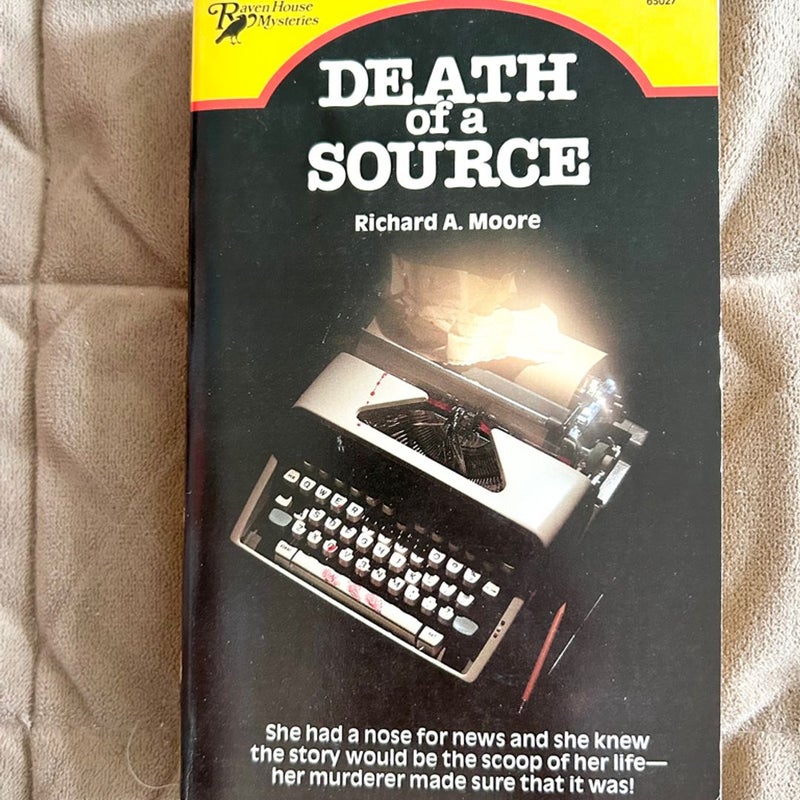 63027
Raven House
Mysteries
DEATH
of a
SOURCE
Richard A. Moore
She had a nose for news and she knew
the story would be the scoop of her life—
her murderer made sure that it was!